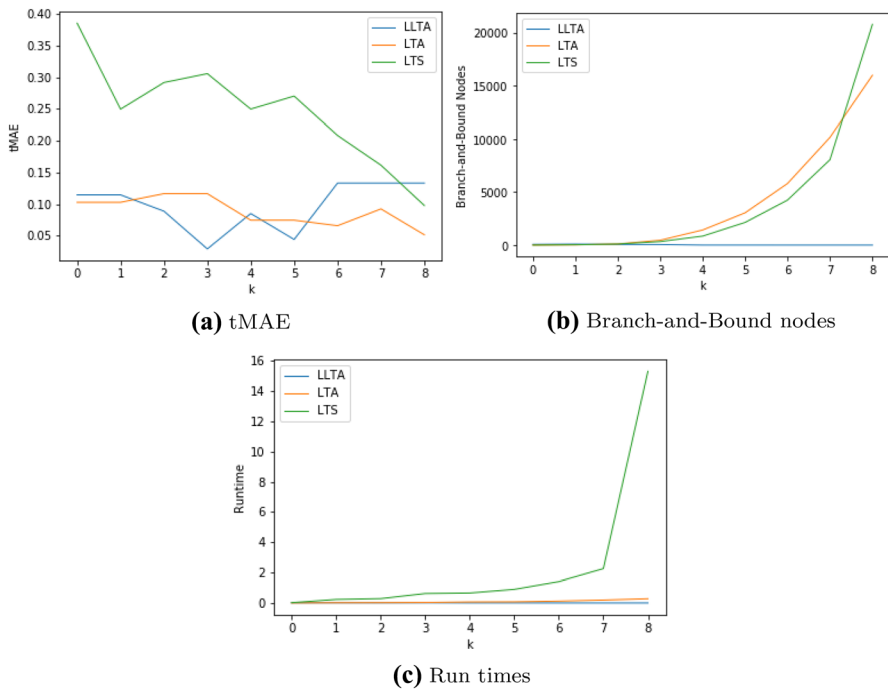 0.40
0.35
0.30
0.25
0.20
0.15
0.10
0.05
tMAE
LLTA
LTA
LTS
0 1 2 3 4 5 6 7 8
k
(a) tMAE
20000
15000
10000
5000
0
Branch-and-Bound Nodes
LLTA
LTA
LTS
0 1 2 3 4 5 6 7 8
k
(b) Branch-and-Bound nodes
16
14
12
10
8
6
4
2
0
Runtime
LLTA
LTA
LTS
0 1 2 3 4 5 6 7 8
k
(c) Run times